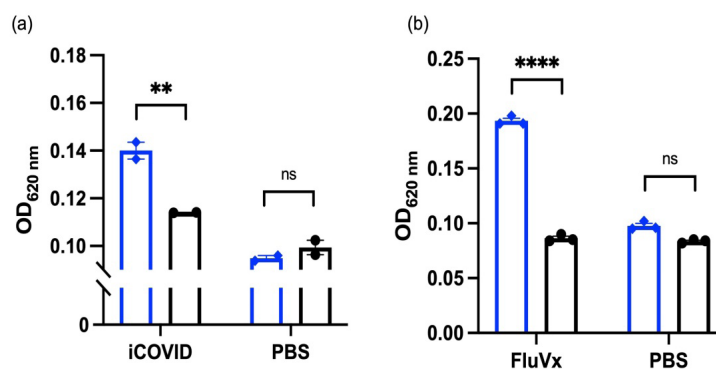 (a)
0.18
0.16
0.14
0.12
0.10
0
OD620 nm
**
ns
iCOVID
PBS
(b)
0.25
0.20
0.15
0.10
0.05
0.00
OD620 nm
****
ns
FluVx
PBS